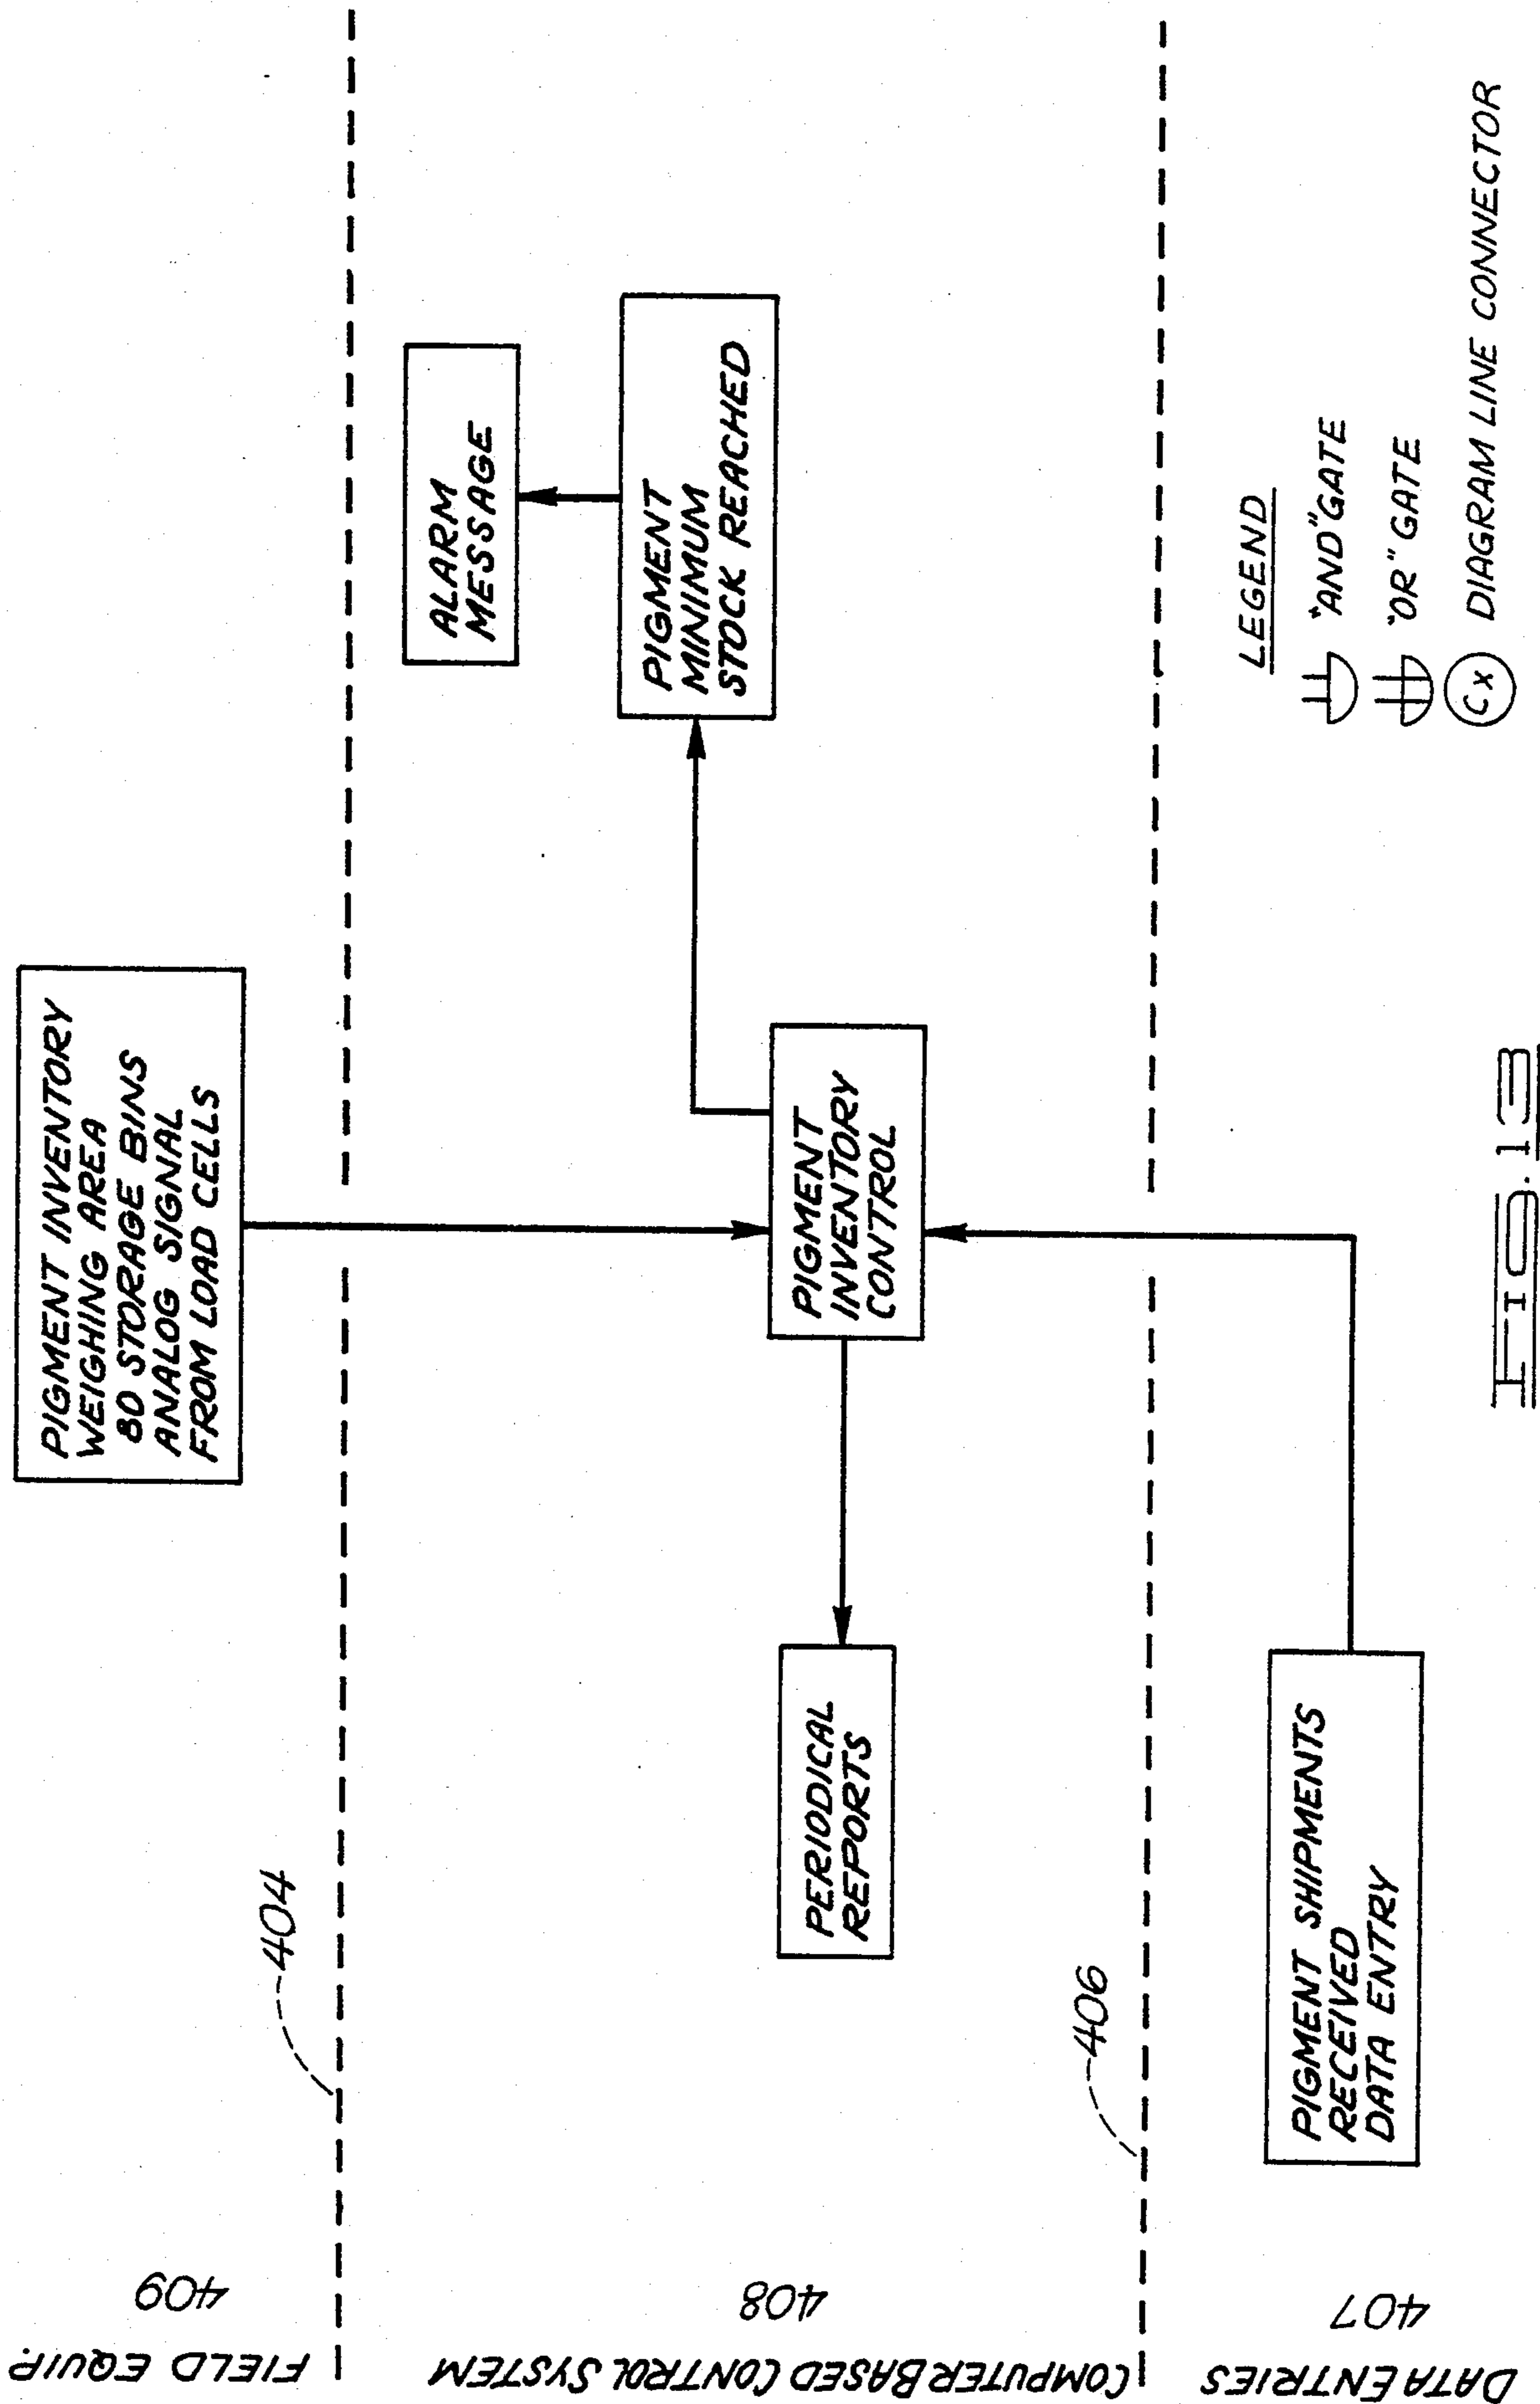 FIELD EQUIP.
409
404
PIGMENT INVENTORY
WEIGHING AREA
80 STORAGE BINS
ANALOG SIGNAL
FROM LOAD CELLS
COMPUTER BASED CONTROL SYSTEM
408
406
PERIODICAL
REPORTS
PIGMENT
INVENTORY
CONTROL
ALARM
MESSAGE
PIGMENT
MINIMUM
STOCK REACHED
DATA ENTRIES
407
PIGMENT SHIPMENTS
RECEIVED
DATA ENTRY
LEGEND
"AND" GATE
"OR" GATE
Cx DIAGRAM LINE CONNECTOR
FIG. 13